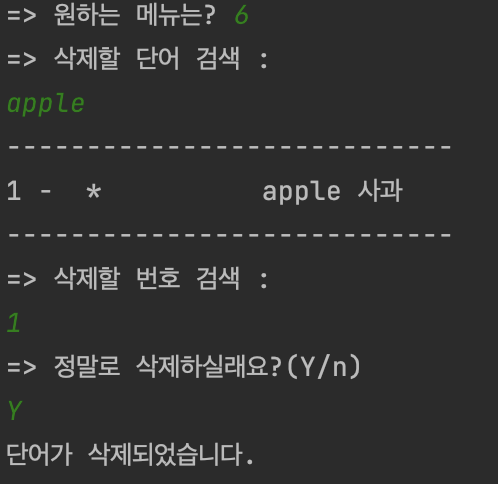 => 원하는 메뉴는? 6
=> 삭제할 단어 검색 :
apple
----------------------------
1 -  *          apple 사과
----------------------------
=> 삭제할 번호 검색 :
1
=> 정말로 삭제하실래요?(Y/n)
Y
단어가 삭제되었습니다.